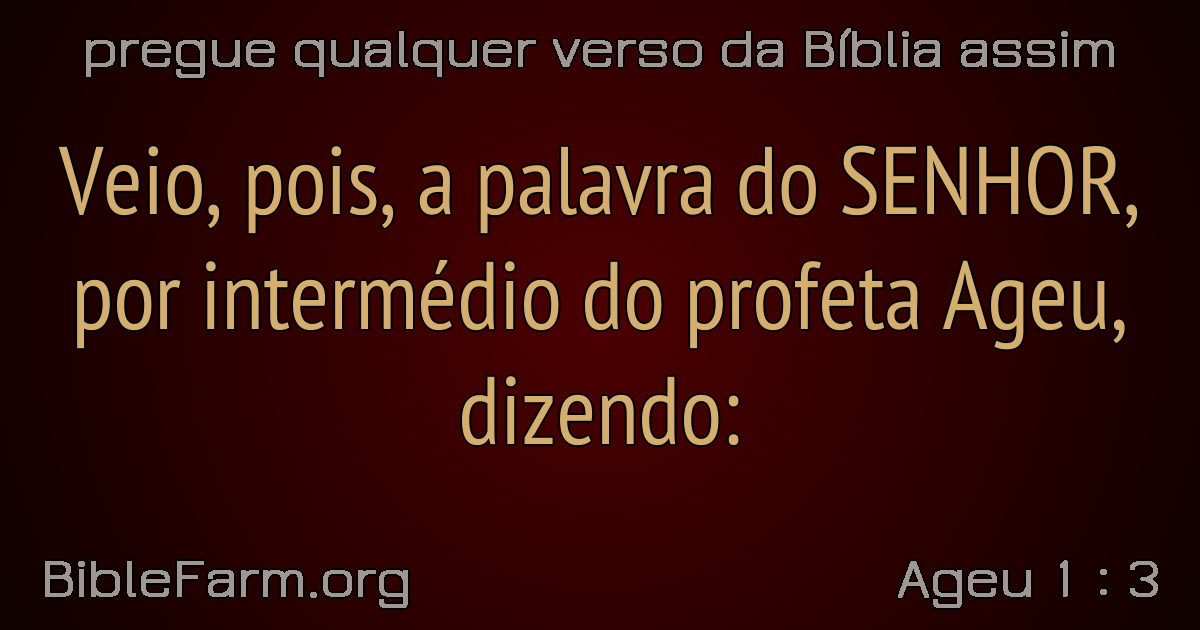 pregue qualquer verso da Bíblia assim
Veio, pois, a palavra do SENHOR,
por intermédio do profeta Ageu,
dizendo:
BibleFarm.org
Ageu 1 : 3